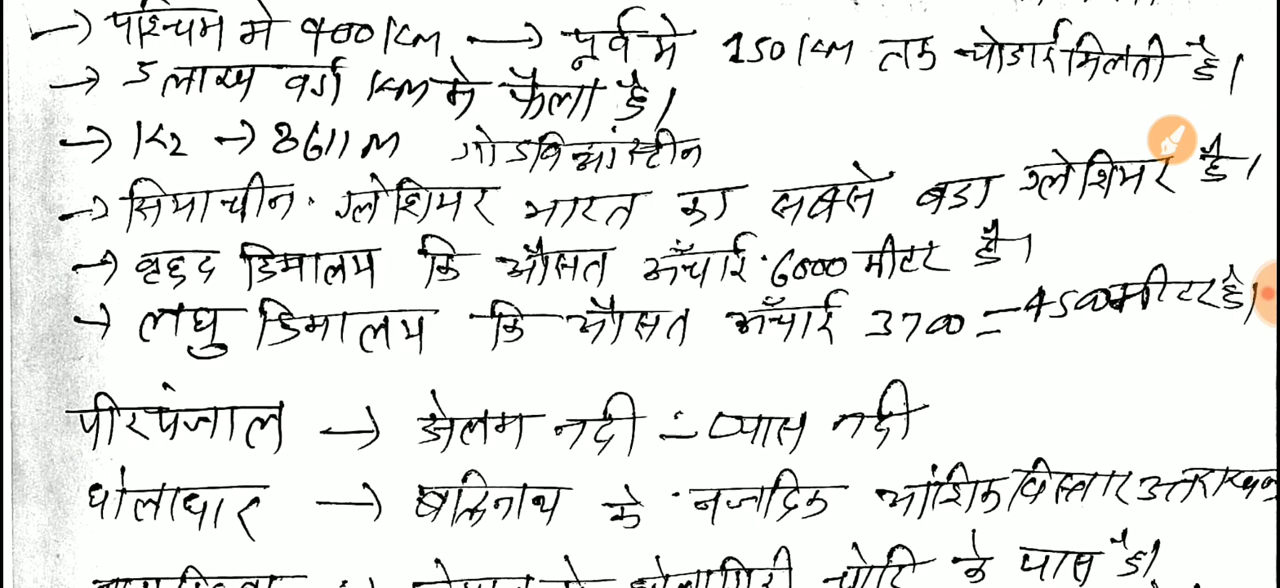 → पश्चिम मे 400 Km → पूर्व मे 150 Km तक चोडाई मिलती है।
→ 5 लाख वर्ग Km मे फैला है।
→ K2 → 8611 M गोडविआंस्टीन
→ सियाचीन ग्लेशियर भारत का सबसे बडा ग्लेशियर है।
→ वृहद हिमालय कि औसत ऊँचाई 6000 मीटर है।
→ लघु हिमालय कि औसत ऊँचाई 3700 – 4500 मीटर है।
पीरपंजाल → झेलम नदी – व्यास नदी
धोलाधार → बद्रिनाथ के नजदिक आंशिक विस्तार
के पास है।